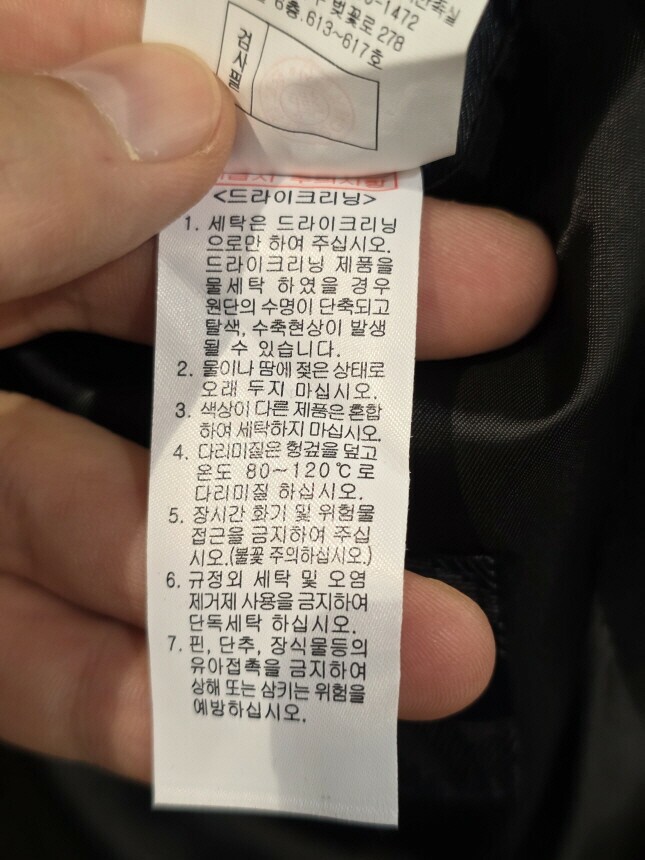 -1472
벚꽃로 278
6층.613~617호
검사필
<드라이크리닝>
1. 세탁은 드라이크리닝
으로만 하여 주십시오.
드라이크리닝 제품을
물세탁 하였을 경우
원단의 수명이 단축되고
탈색, 수축현상이 발생
될 수 있습니다.
2. 물이나 땀에 젖은 상태로
오래 두지 마십시오.
3. 색상이 다른 제품은 혼합
하여 세탁하지 마십시오.
4. 다리미질은 헝겊을 덮고
온도 80~120℃로
다리미질 하십시오.
5. 장시간 화기 및 위험물
접근을 금지하여 주십
시오.(불꽃 주의하십시오.)
6. 규정외 세탁 및 오염
제거제 사용을 금지하여
단독세탁 하십시오.
7. 핀, 단추, 장식물등의
유아접촉을 금지하여
상해 또는 삼키는 위험을
예방하십시오.